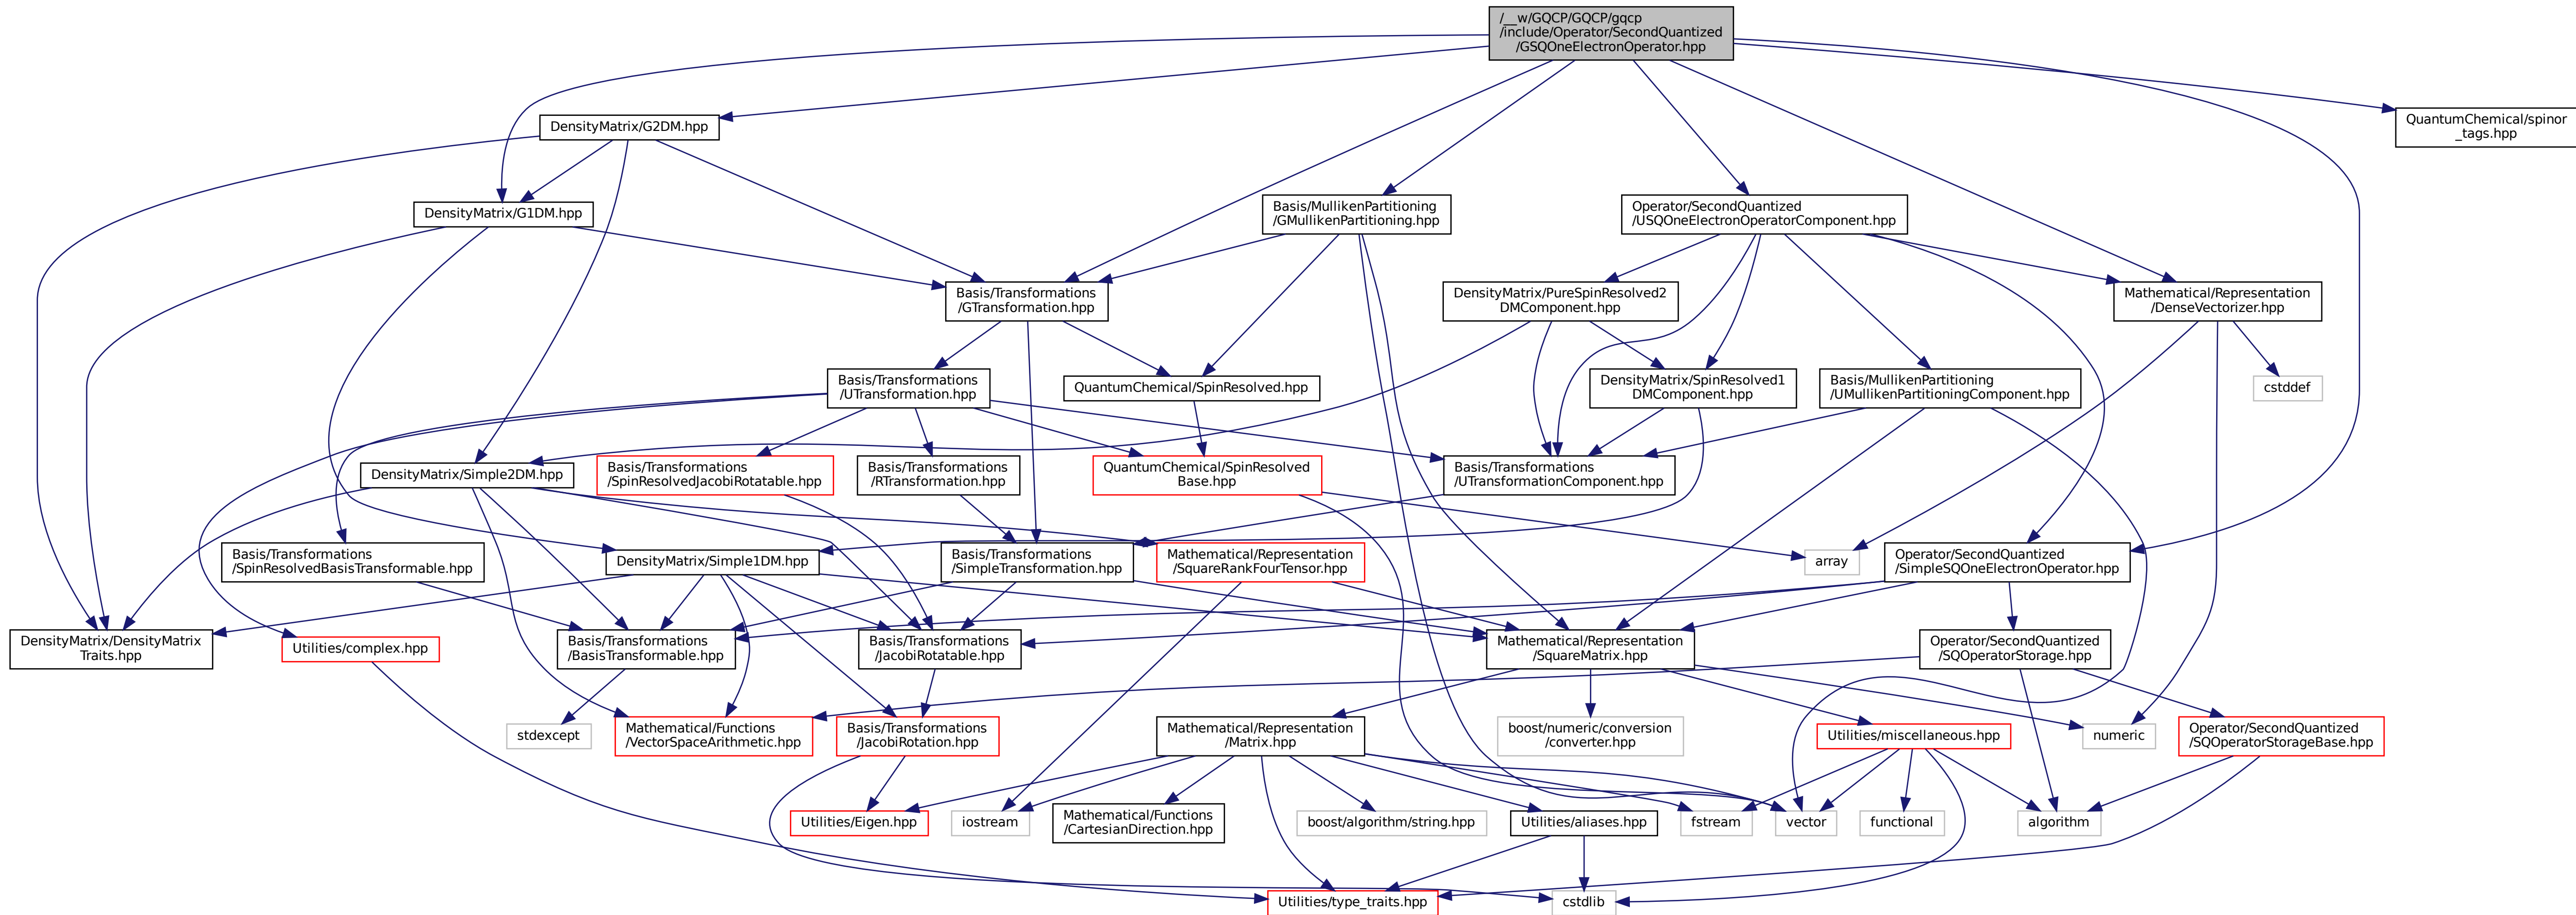 /__w/GQCP/GQCP/gqcp
/include/Operator/SecondQuantized
/GSQOneElectronOperator.hpp
DensityMatrix/G2DM.hpp
QuantumChemical/spinor
_tags.hpp
DensityMatrix/G1DM.hpp
Basis/MullikenPartitioning
/GMullikenPartitioning.hpp
Operator/SecondQuantized
/USQOneElectronOperatorComponent.hpp
Basis/Transformations
/GTransformation.hpp
DensityMatrix/PureSpinResolved2
DMComponent.hpp
Mathematical/Representation
/DenseVectorizer.hpp
Basis/Transformations
/UTransformation.hpp
QuantumChemical/SpinResolved.hpp
DensityMatrix/SpinResolved1
DMComponent.hpp
Basis/MullikenPartitioning
/UMullikenPartitioningComponent.hpp
cstddef
DensityMatrix/Simple2DM.hpp
Basis/Transformations
/SpinResolvedJacobiRotatable.hpp
Basis/Transformations
/RTransformation.hpp
QuantumChemical/SpinResolved
Base.hpp
Basis/Transformations
/UTransformationComponent.hpp
Basis/Transformations
/SpinResolvedBasisTransformable.hpp
DensityMatrix/Simple1DM.hpp
Basis/Transformations
/SimpleTransformation.hpp
Mathematical/Representation
/SquareRankFourTensor.hpp
array
Operator/SecondQuantized
/SimpleSQOneElectronOperator.hpp
DensityMatrix/DensityMatrix
Traits.hpp
Utilities/complex.hpp
Basis/Transformations
/BasisTransformable.hpp
Basis/Transformations
/JacobiRotatable.hpp
Mathematical/Representation
/SquareMatrix.hpp
Operator/SecondQuantized
/SQOperatorStorage.hpp
stdexcept
Mathematical/Functions
/VectorSpaceArithmetic.hpp
Basis/Transformations
/JacobiRotation.hpp
Mathematical/Representation
/Matrix.hpp
boost/numeric/conversion
/converter.hpp
Utilities/miscellaneous.hpp
numeric
Operator/SecondQuantized
/SQOperatorStorageBase.hpp
Utilities/Eigen.hpp
iostream
Mathematical/Functions
/CartesianDirection.hpp
boost/algorithm/string.hpp
Utilities/aliases.hpp
fstream
vector
functional
algorithm
Utilities/type_traits.hpp
cstdlib